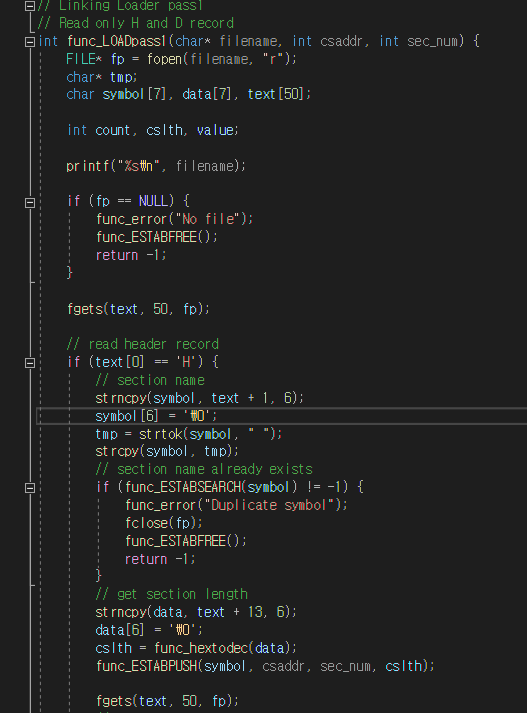 // Linking Loader pass1
// Read only H and D record
int func_LOADpass1(char* filename, int csaddr, int sec_num) {
FILE* fp = fopen(filename, "r");
char* tmp;
char symbol[7], data[7], text[50];
int count, cslth, value;
printf("%s₩n", filename);
if (fp == NULL) {
func_error("No file");
func_ESTABFREE();
return -1;
}
fgets(text, 50, fp);
// read header record
if (text[0] == 'H') {
// section name
strncpy(symbol, text + 1, 6);
symbol[6] = '₩0';
tmp = strtok(symbol, " ");
strcpy(symbol, tmp);
// section name already exists
if (func_ESTABSEARCH(symbol) != -1) {
func_error("Duplicate symbol");
fclose(fp);
func_ESTABFREE();
return -1;
}
// get section length
strncpy(data, text + 13, 6);
data[6] = '₩0';
cslth = func_hextodec(data);
func_ESTABPUSH(symbol, csaddr, sec_num, cslth);
fgets(text, 50, fp);